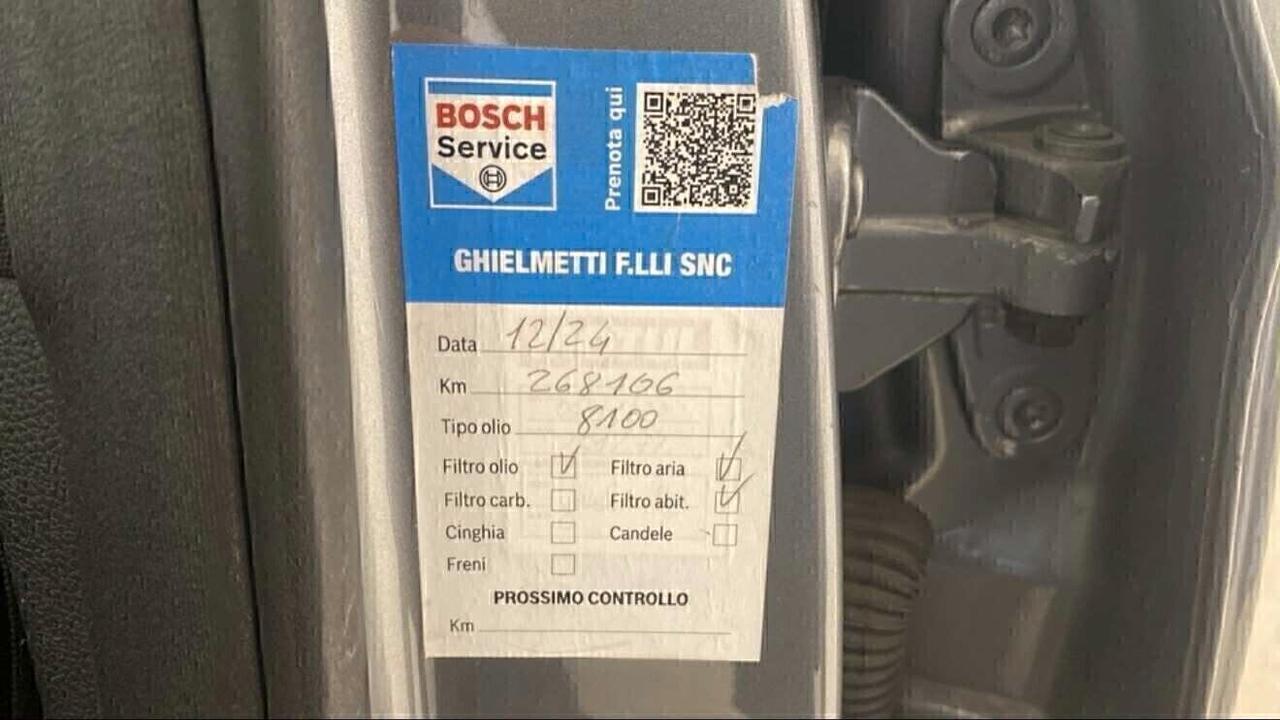 BOSCH
Service
Prenota qui
GHIELMETTI F.LLI SNC
Data 12/24
Km 268106
Tipo olio 8100
Filtro olio Filtro aria
Filtro carb. Filtro abit.
Cinghia Candele
Freni
PROSSIMO CONTROLLO
Km